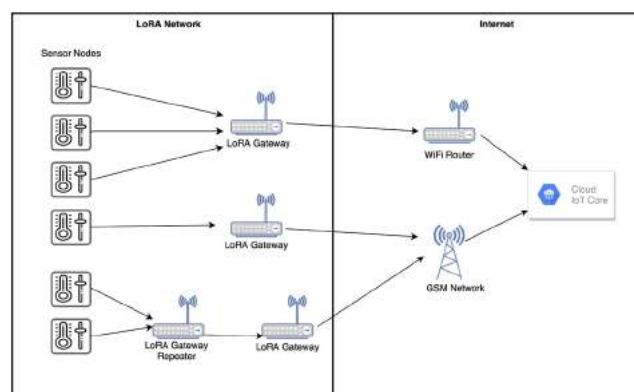 LoRA Network
Internet
Sensor Nodes
LoRA Gateway
WiFi Router
Cloud
IoT Core
LoRA Gateway
GSM Network
LoRA Gateway
Repeater
LoRA Gateway